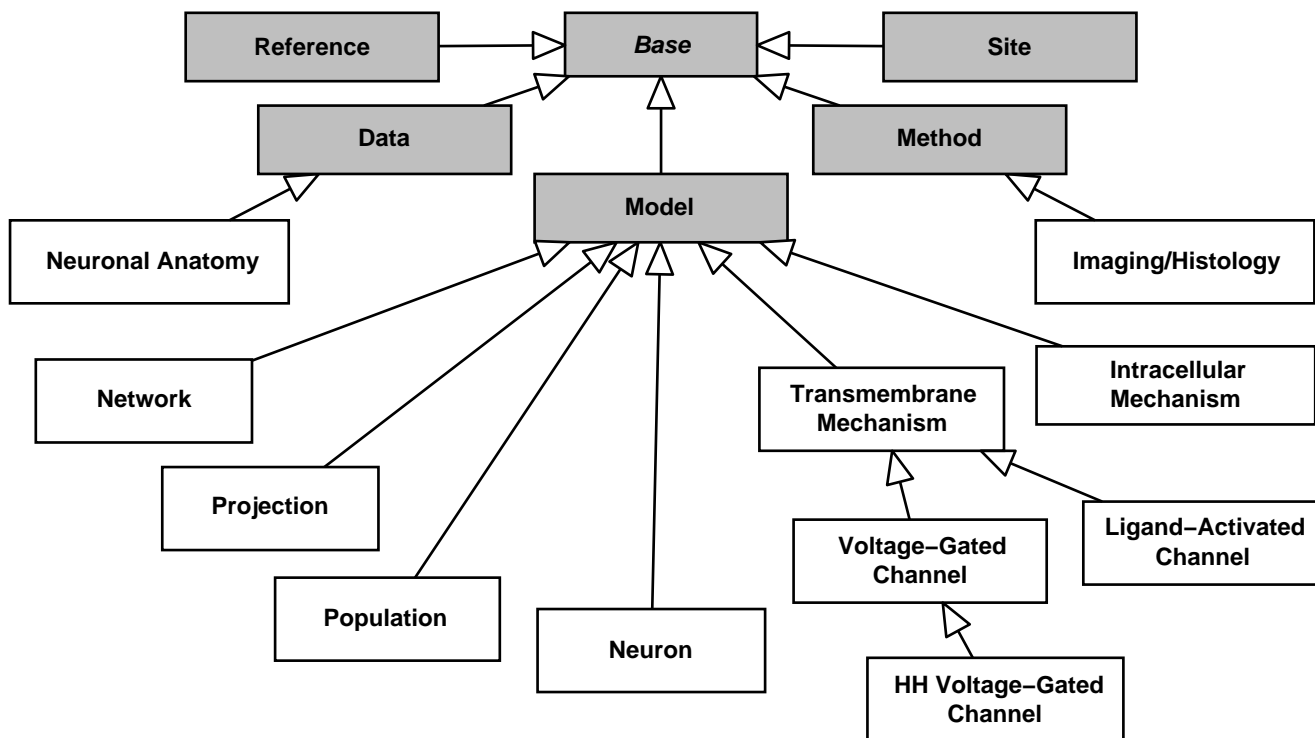 Reference
Base
Site
Data
Method
Model
Neuronal Anatomy
Imaging/Histology
Network
Transmembrane
Mechanism
Intracellular
Mechanism
Projection
Voltage−Gated
Channel
Ligand−Activated
Channel
Population
Neuron
HH Voltage−Gated
Channel